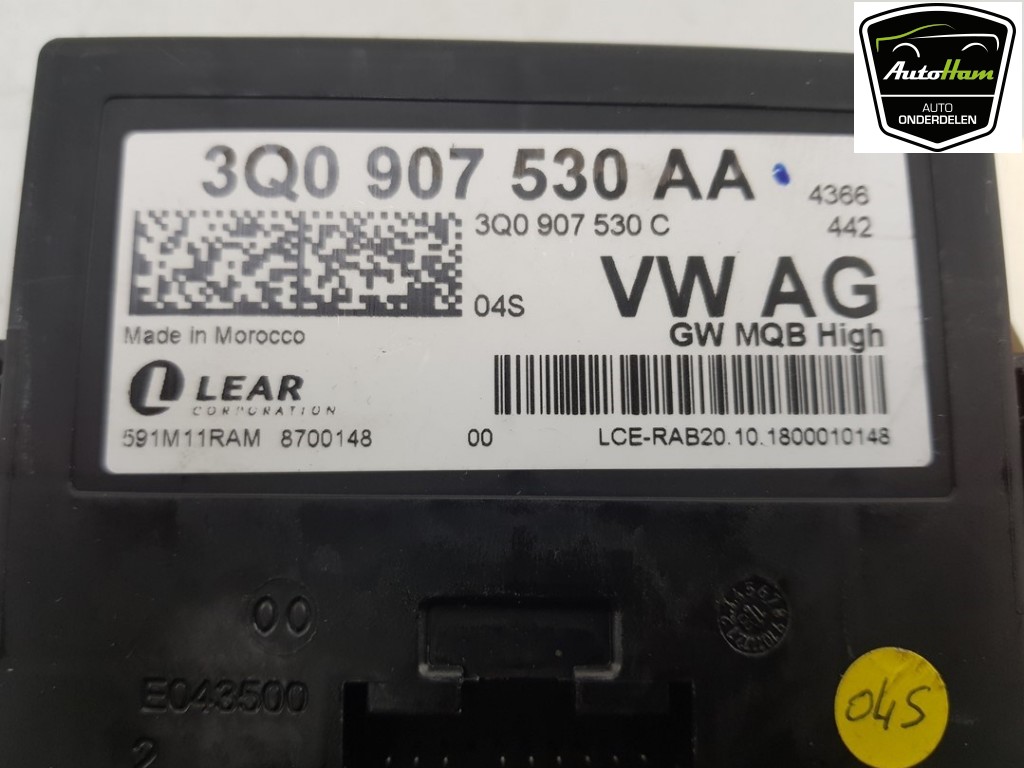 AutoHam
AUTO
ONDERDELEN
3Q0 907 530 AA
4366
3Q0 907 530 C
442
04S
VW AG
Made in Morocco
GW MQB High
LEAR
CORPORATION
591M11RAM 8700148
00
LCE-RAB20.10.1800010148
00
E043500
2
04S